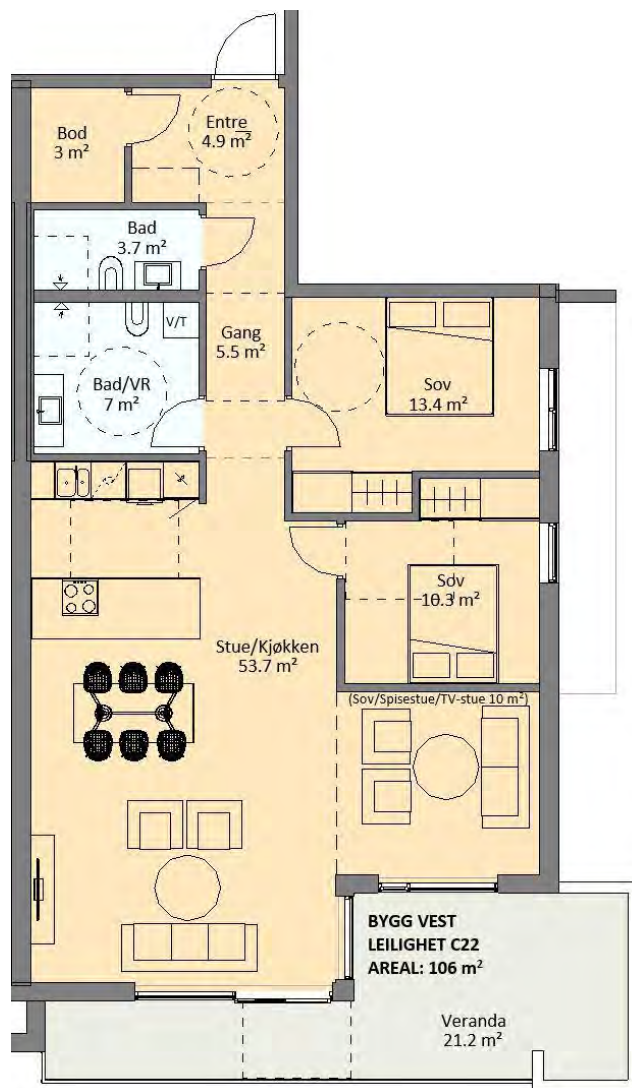 Entre
4.9 m²
Bod
3 m²
Bad
3.7 m²
V/T
Gang
5.5 m²
Bad/VR
7 m²
Sov
13.4 m²
Sov
10.3 m²
Stue/Kjøkken
53.7 m²
(Sov/Spisestue/TV-stue 10 m²)
BYGG VEST
LEILIGHET C22
AREAL: 106 m²
Veranda
21.2 m²